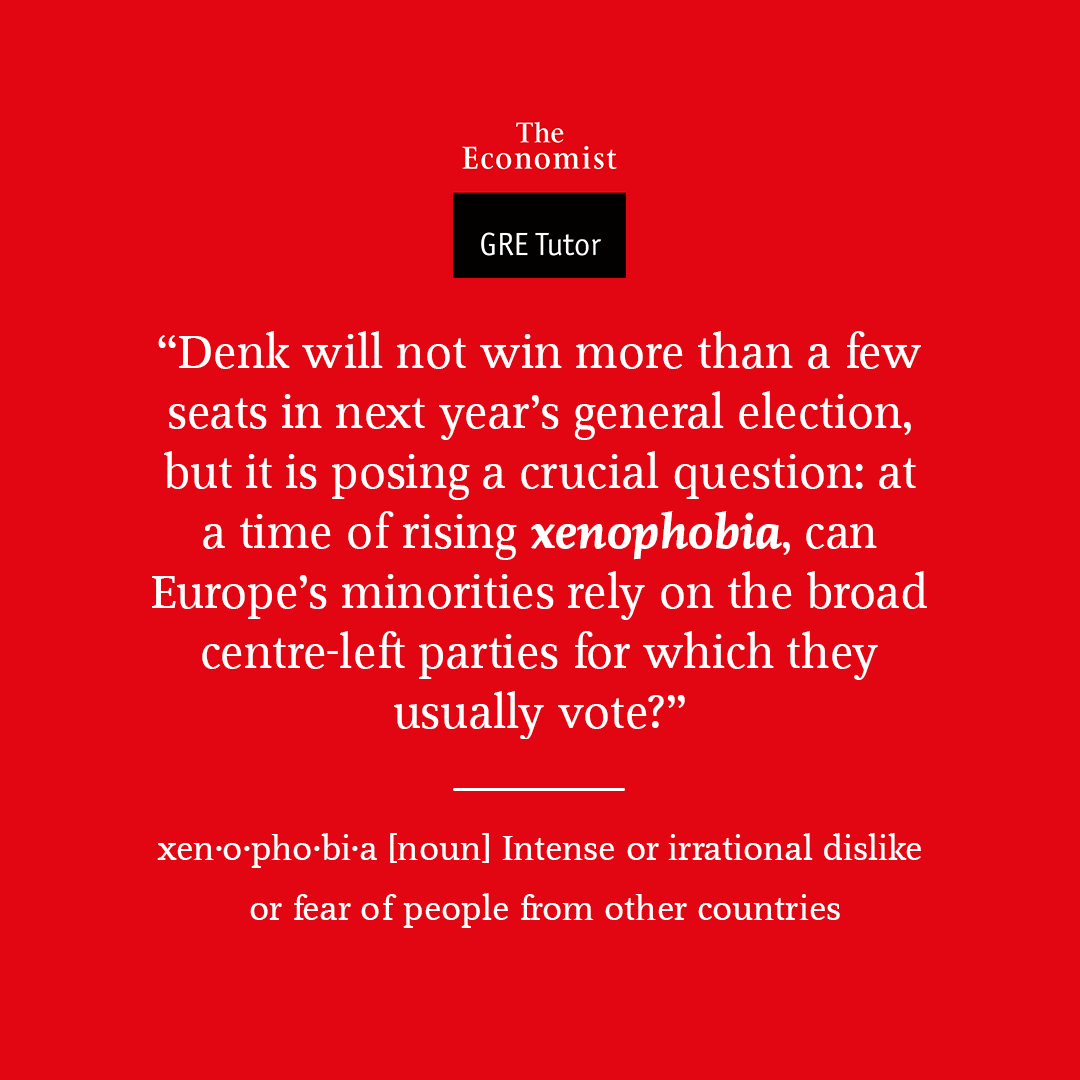 The
Economist
GRE Tutor
“Denk will not win more than a few
seats in next year’s general election,
but it is posing a crucial question: at
a time of rising xenophobia, can
Europe’s minorities rely on the broad
centre-left parties for which they
usually vote?”
xen·o·pho·bi·a [noun] Intense or irrational dislike
or fear of people from other countries